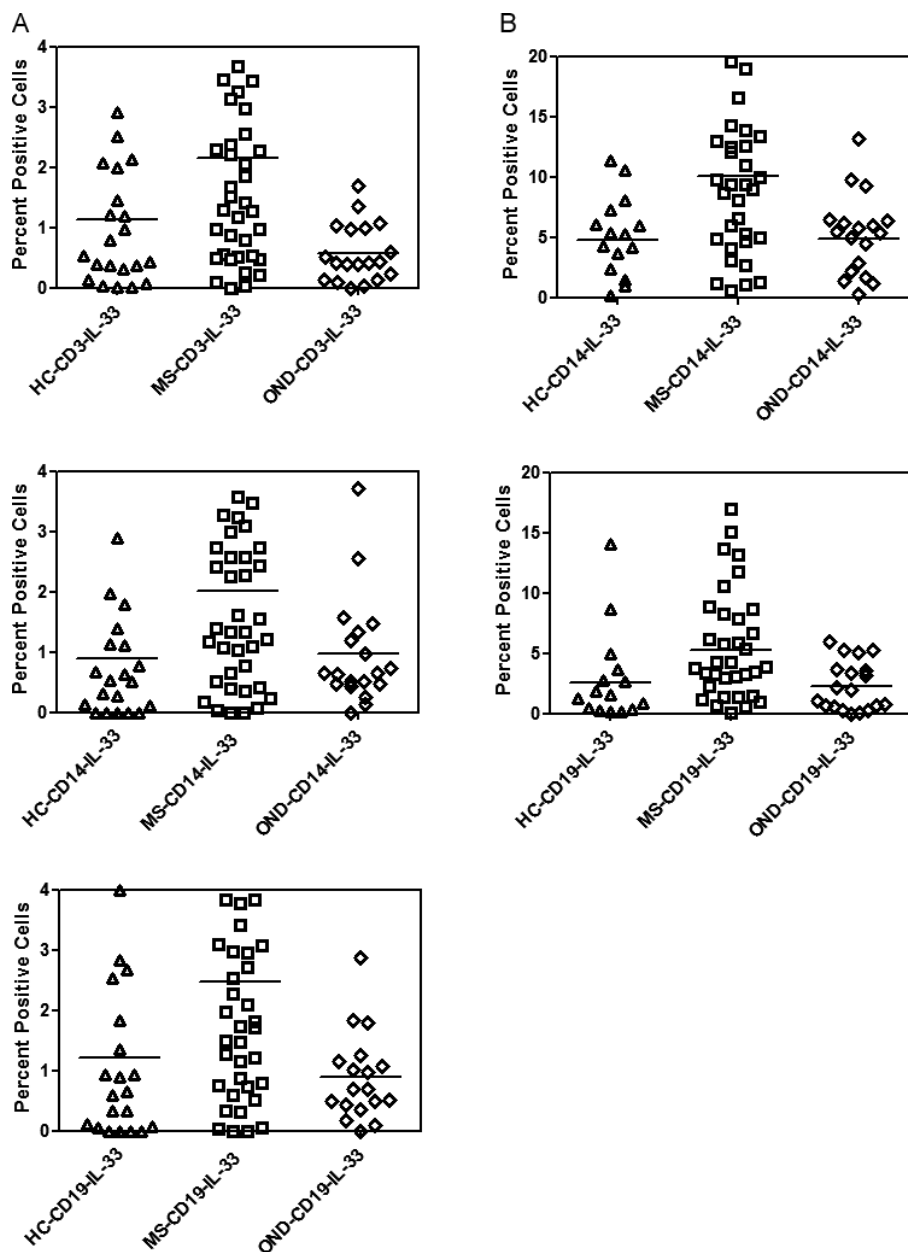 A
Percent Positive Cells
4
3
2
1
0
HC-CD3-IL-33
MS-CD3-IL-33
OND-CD3-IL-33
B
Percent Positive Cells
20
15
10
5
0
HC-CD14-IL-33
MS-CD14-IL-33
OND-CD14-IL-33
Percent Positive Cells
4
3
2
1
0
HC-CD14-IL-33
MS-CD14-IL-33
OND-CD14-IL-33
Percent Positive Cells
20
15
10
5
0
HC-CD19-IL-33
MS-CD19-IL-33
OND-CD19-IL-33
Percent Positive Cells
4
3
2
1
0
HC-CD19-IL-33
MS-CD19-IL-33
OND-CD19-IL-33